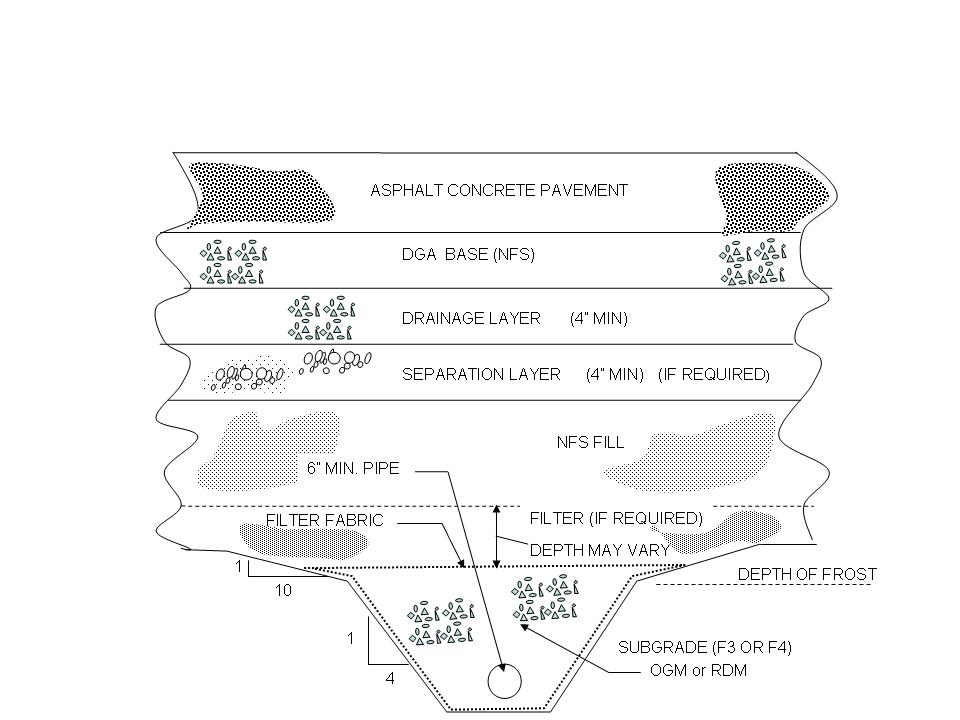 ASPHALT CONCRETE PAVEMENT
DGA BASE (NFS)
DRAINAGE LAYER (4" MIN)
SEPARATION LAYER (4" MIN) (IF REQUIRED)
NFS FILL
6" MIN. PIPE
FILTER FABRIC
FILTER (IF REQUIRED)
DEPTH MAY VARY
1
10
DEPTH OF FROST
1
4
SUBGRADE (F3 OR F4)
OGM or RDM